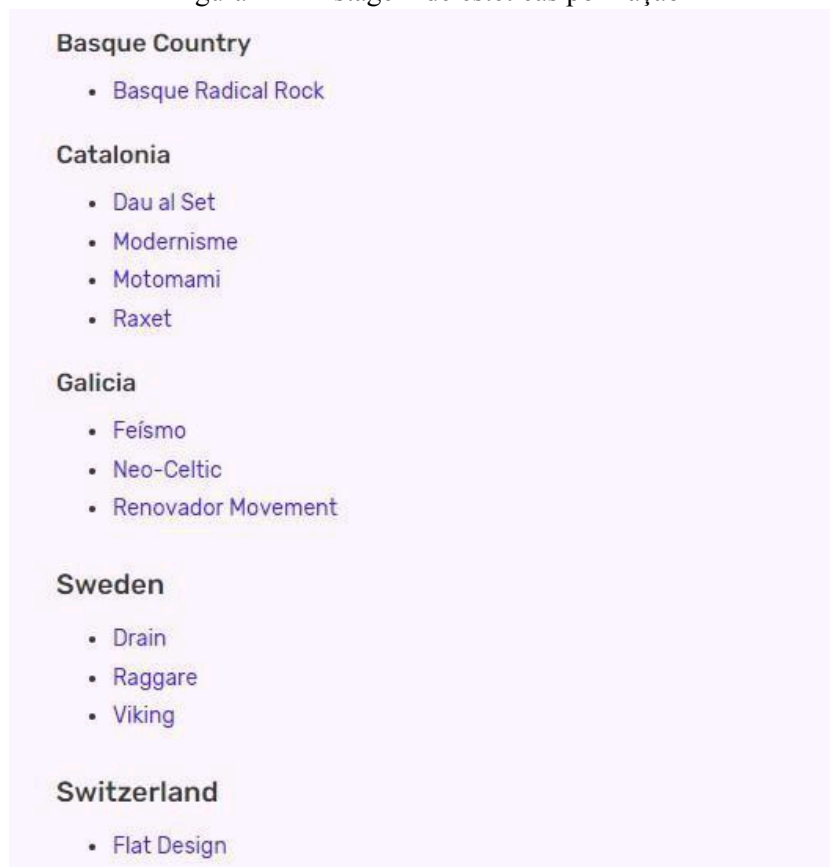 Basque Country
• Basque Radical Rock
Catalonia
• Dau al Set
• Modernisme
• Motomami
• Raxet
Galicia
• Feísmo
• Neo-Celtic
• Renovador Movement
Sweden
• Drain
• Raggare
• Viking
Switzerland
• Flat Design